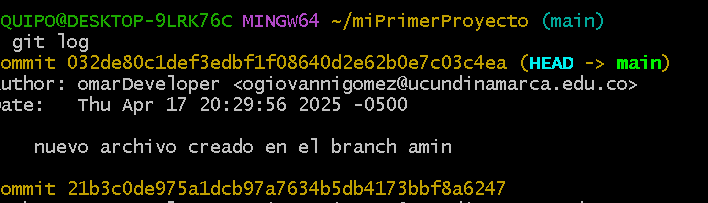 QUIPO@DESKTOP-9LRK76C MINGW64 ~/miPrimerProyecto (main)
git log
ommit 032de80c1def3edbf1f08640d2e62b0e7c03c4ea (HEAD -> main)
uthor: omarDeveloper <ogiovannigomez@ucundinamarca.edu.co>
ate:   Thu Apr 17 20:29:56 2025 -0500
nuevo archivo creado en el branch amin
ommit 21b3c0de975a1dcb97a7634b5db4173bbf8a6247